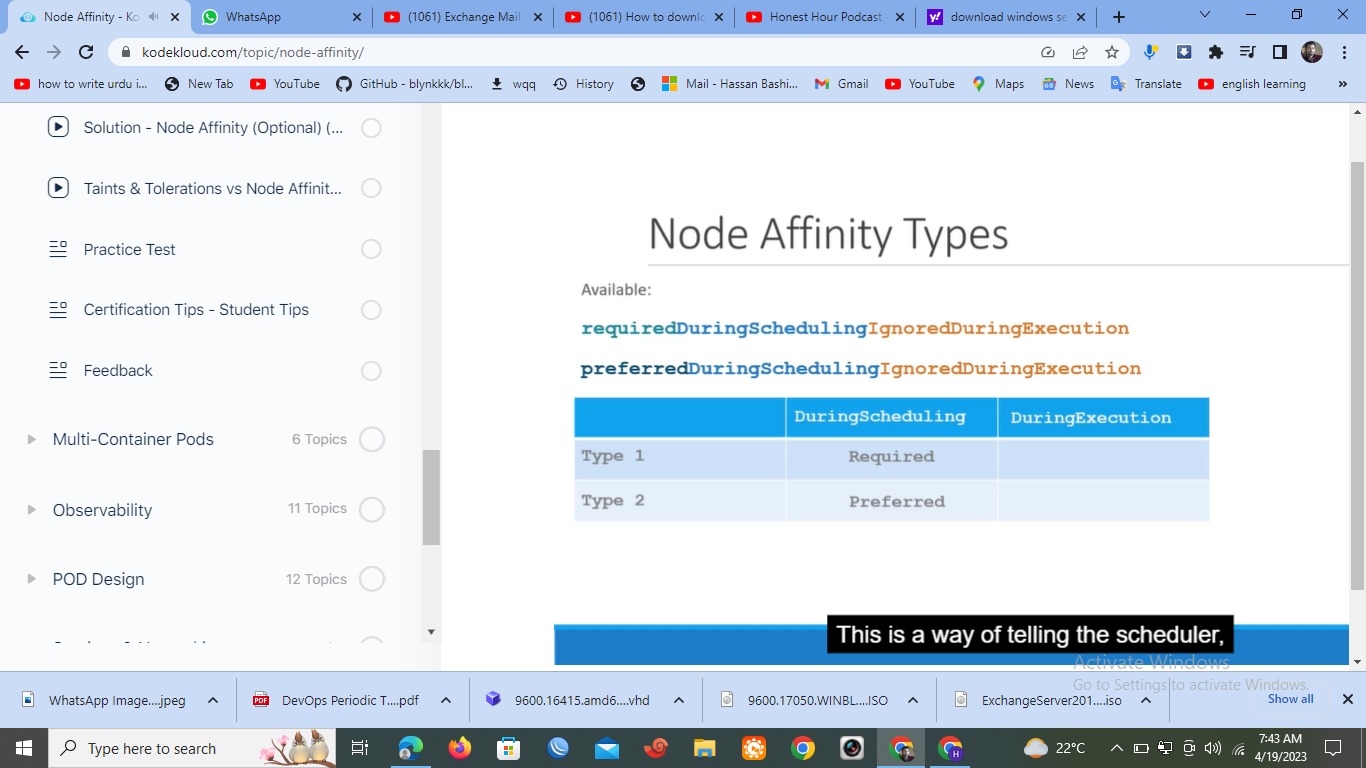 Node Affinity - Ko
WhatsApp
(1061) Exchange Mail
(1061) How to downlo
Honest Hour Podcast
download windows se
kodekloud.com/topic/node-affinity/
how to write urdu i...
New Tab
YouTube
GitHub - blynkkk/bl...
wqq
History
Mail - Hassan Bashi...
Gmail
YouTube
Maps
News
Translate
english learning
»
Solution - Node Affinity (Optional) (...
Taints & Tolerations vs Node Affinit...
Practice Test
Certification Tips - Student Tips
Feedback
Multi-Container Pods 6 Topics
Observability 11 Topics
POD Design 12 Topics
Node Affinity Types
Available:
requiredDuringSchedulingIgnoredDuringExecution
preferredDuringSchedulingIgnoredDuringExecution
DuringScheduling DuringExecution
Type 1 Required
Type 2 Preferred
This is a way of telling the scheduler,
Activate Windows
Go to Settings to activate Windows.
WhatsApp Image....jpeg
DevOps Periodic T....pdf
9600.16415.amd6....vhd
9600.17050.WINBL....ISO
ExchangeServer201....iso
Show all
Type here to search
22°C
7:43 AM
4/19/2023